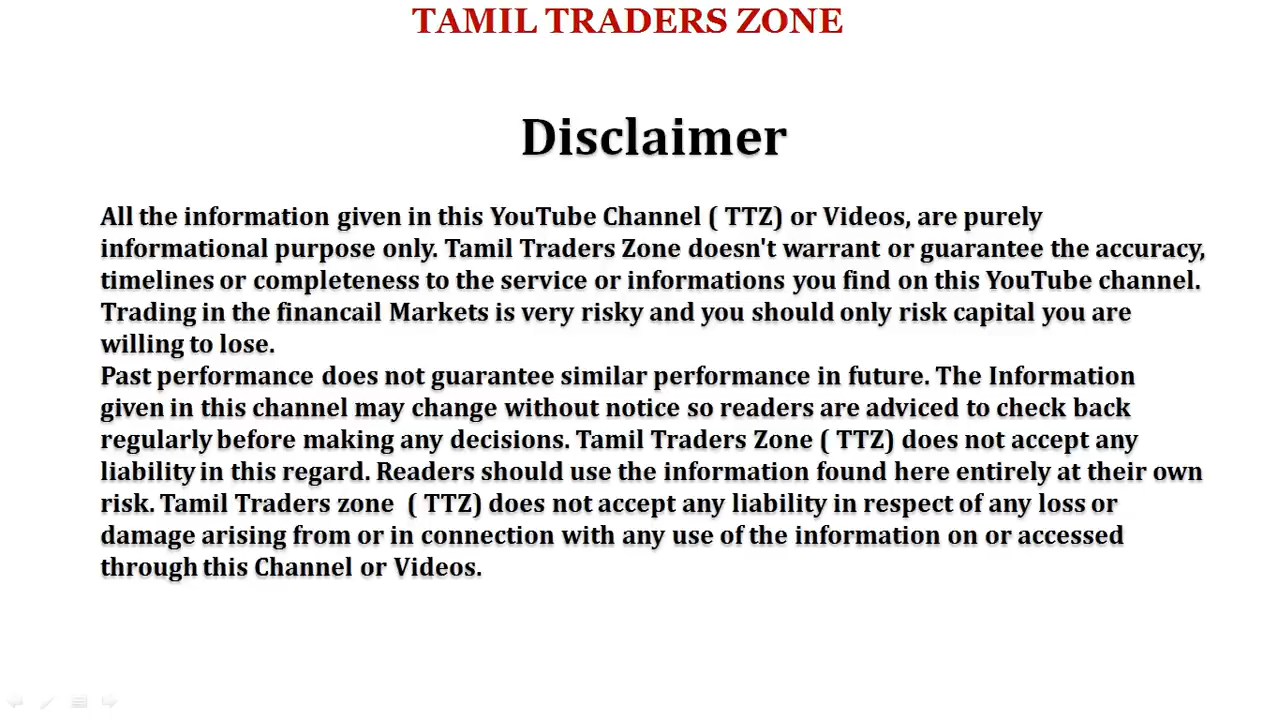 TAMIL TRADERS ZONE
Disclaimer
All the information given in this YouTube Channel ( TTZ) or Videos, are purely
informational purpose only. Tamil Traders Zone doesn't warrant or guarantee the accuracy,
timelines or completeness to the service or informations you find on this YouTube channel.
Trading in the financail Markets is very risky and you should only risk capital you are
willing to lose.
Past performance does not guarantee similar performance in future. The Information
given in this channel may change without notice so readers are adviced to check back
regularly before making any decisions. Tamil Traders Zone ( TTZ) does not accept any
liability in this regard. Readers should use the information found here entirely at their own
risk. Tamil Traders zone  ( TTZ) does not accept any liability in respect of any loss or
damage arising from or in connection with any use of the information on or accessed
through this Channel or Videos.